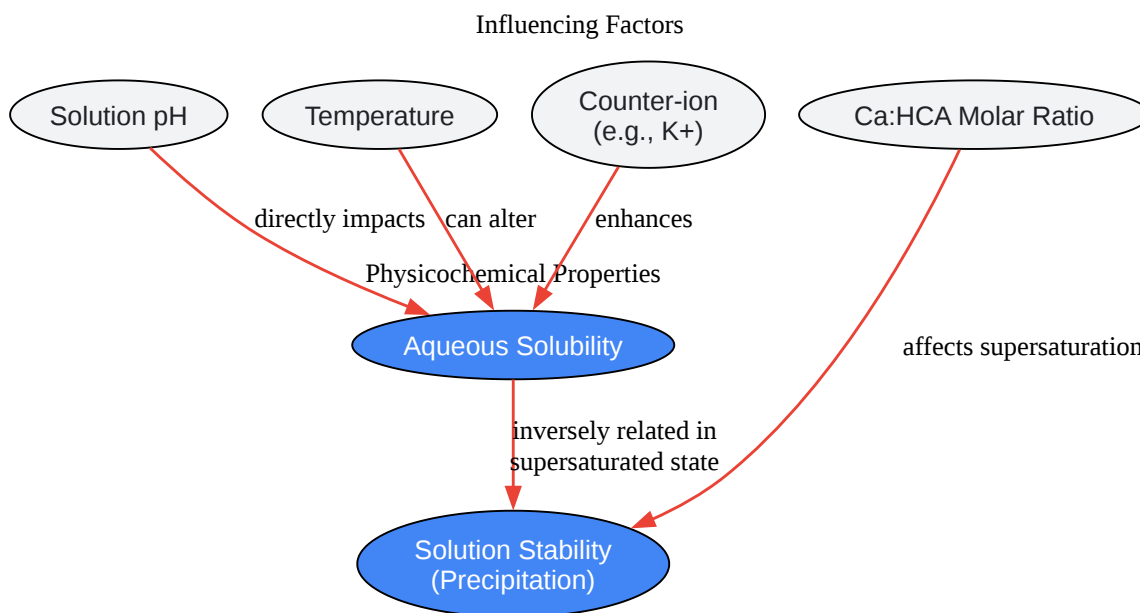 Influencing Factors
Solution pH
Temperature
Counter-ion
(e.g., K+)
Ca:HCA Molar Ratio
directly impacts
can alter
enhances
Physicochemical Properties
Aqueous Solubility
affects supersaturation
inversely related in
supersaturated state
Solution Stability
(Precipitation)